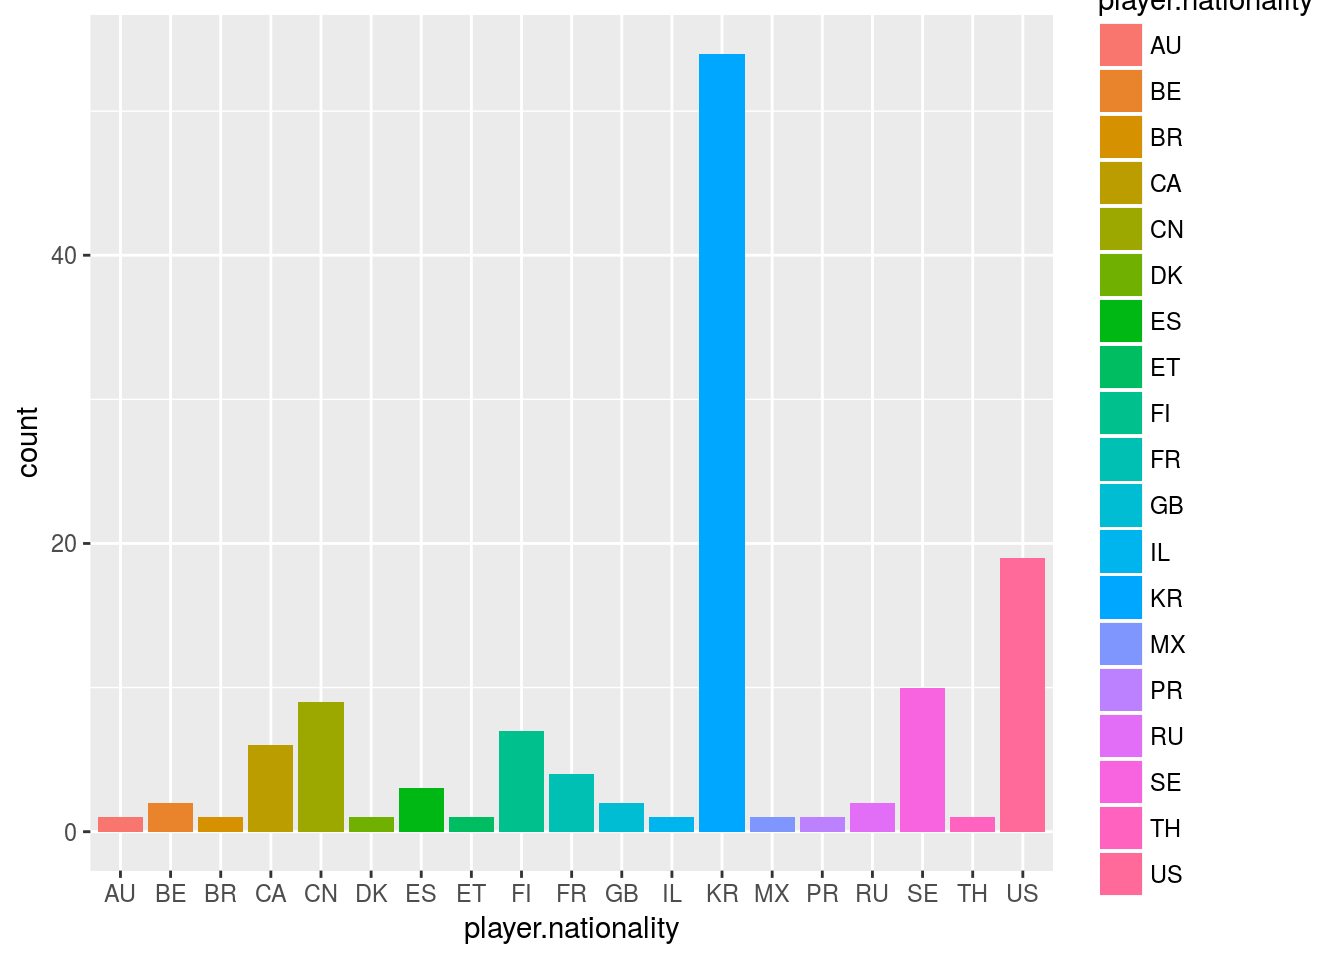 player.nationality
AU
BE
BR
CA
CN
DK
ES
ET
FI
FR
GB
IL
KR
MX
PR
RU
SE
TH
US
40
20
0
count
AU BE BR CA CN DK ES ET FI FR GB IL KR MX PR RU SE TH US
player.nationality